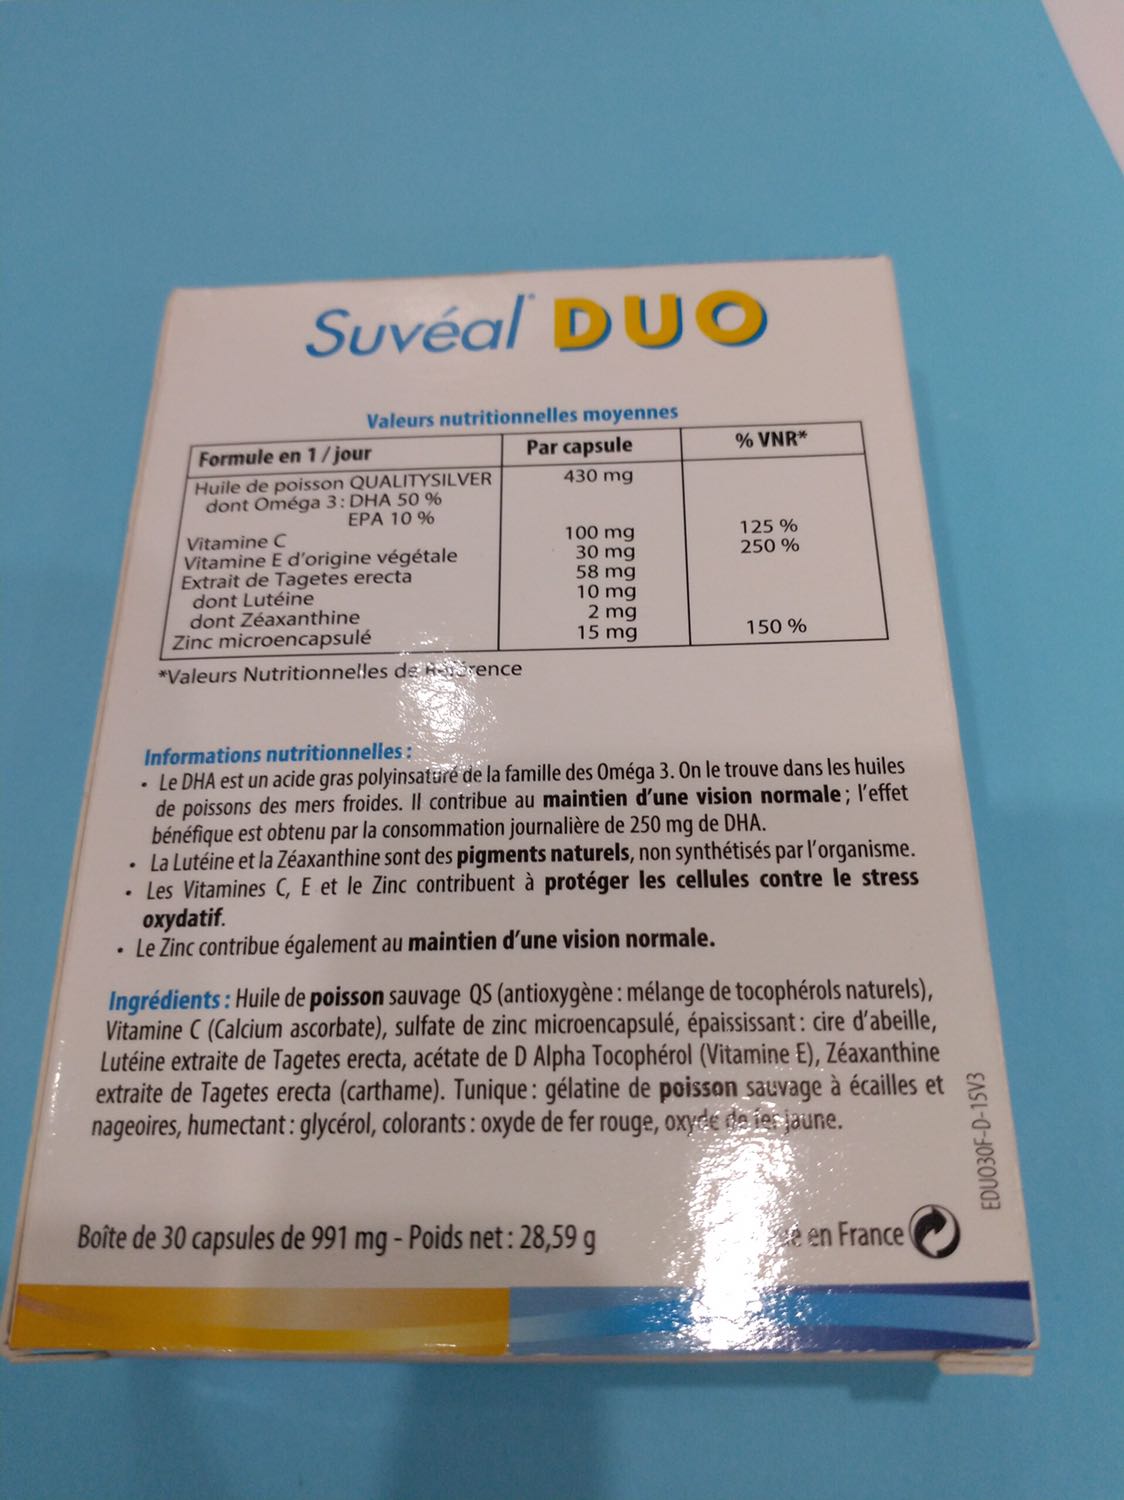 Suvéal DUO
Valeurs nutritionnelles moyennes
Formule en 1 / jour Par capsule % VNR*
Huile de poisson QUALITYSILVER 430 mg
dont Oméga 3 : DHA 50 %
EPA 10 %
Vitamine C 100 mg 125 %
Vitamine E d'origine végétale 30 mg 250 %
Extrait de Tagetes erecta 58 mg
dont Lutéine 10 mg
dont Zéaxanthine 2 mg
Zinc microencapsulé 15 mg 150 %
*Valeurs Nutritionnelles de Référence
Informations nutritionnelles :
• Le DHA est un acide gras polyinsaturé de la famille des Oméga 3. On le trouve dans les huiles
de poissons des mers froides. Il contribue au maintien d'une vision normale ; l'effet
bénéfique est obtenu par la consommation journalière de 250 mg de DHA.
• La Lutéine et la Zéaxanthine sont des pigments naturels, non synthétisés par l'organisme.
• Les Vitamines C, E et le Zinc contribuent à protéger les cellules contre le stress
oxydatif.
• Le Zinc contribue également au maintien d'une vision normale.
Ingrédients : Huile de poisson sauvage QS (antioxygène : mélange de tocophérols naturels),
Vitamine C (Calcium ascorbate), sulfate de zinc microencapsulé, épaississant : cire d'abeille,
Lutéine extraite de Tagetes erecta, acétate de D Alpha Tocophérol (Vitamine E), Zéaxanthine
extraite de Tagetes erecta (carthame). Tunique : gélatine de poisson sauvage à écailles et
nageoires, humectant : glycérol, colorants : oxyde de fer rouge, oxyde de fer jaune.
Boîte de 30 capsules de 991 mg - Poids net : 28,59 g
en France
EDUO30F-D-15V3